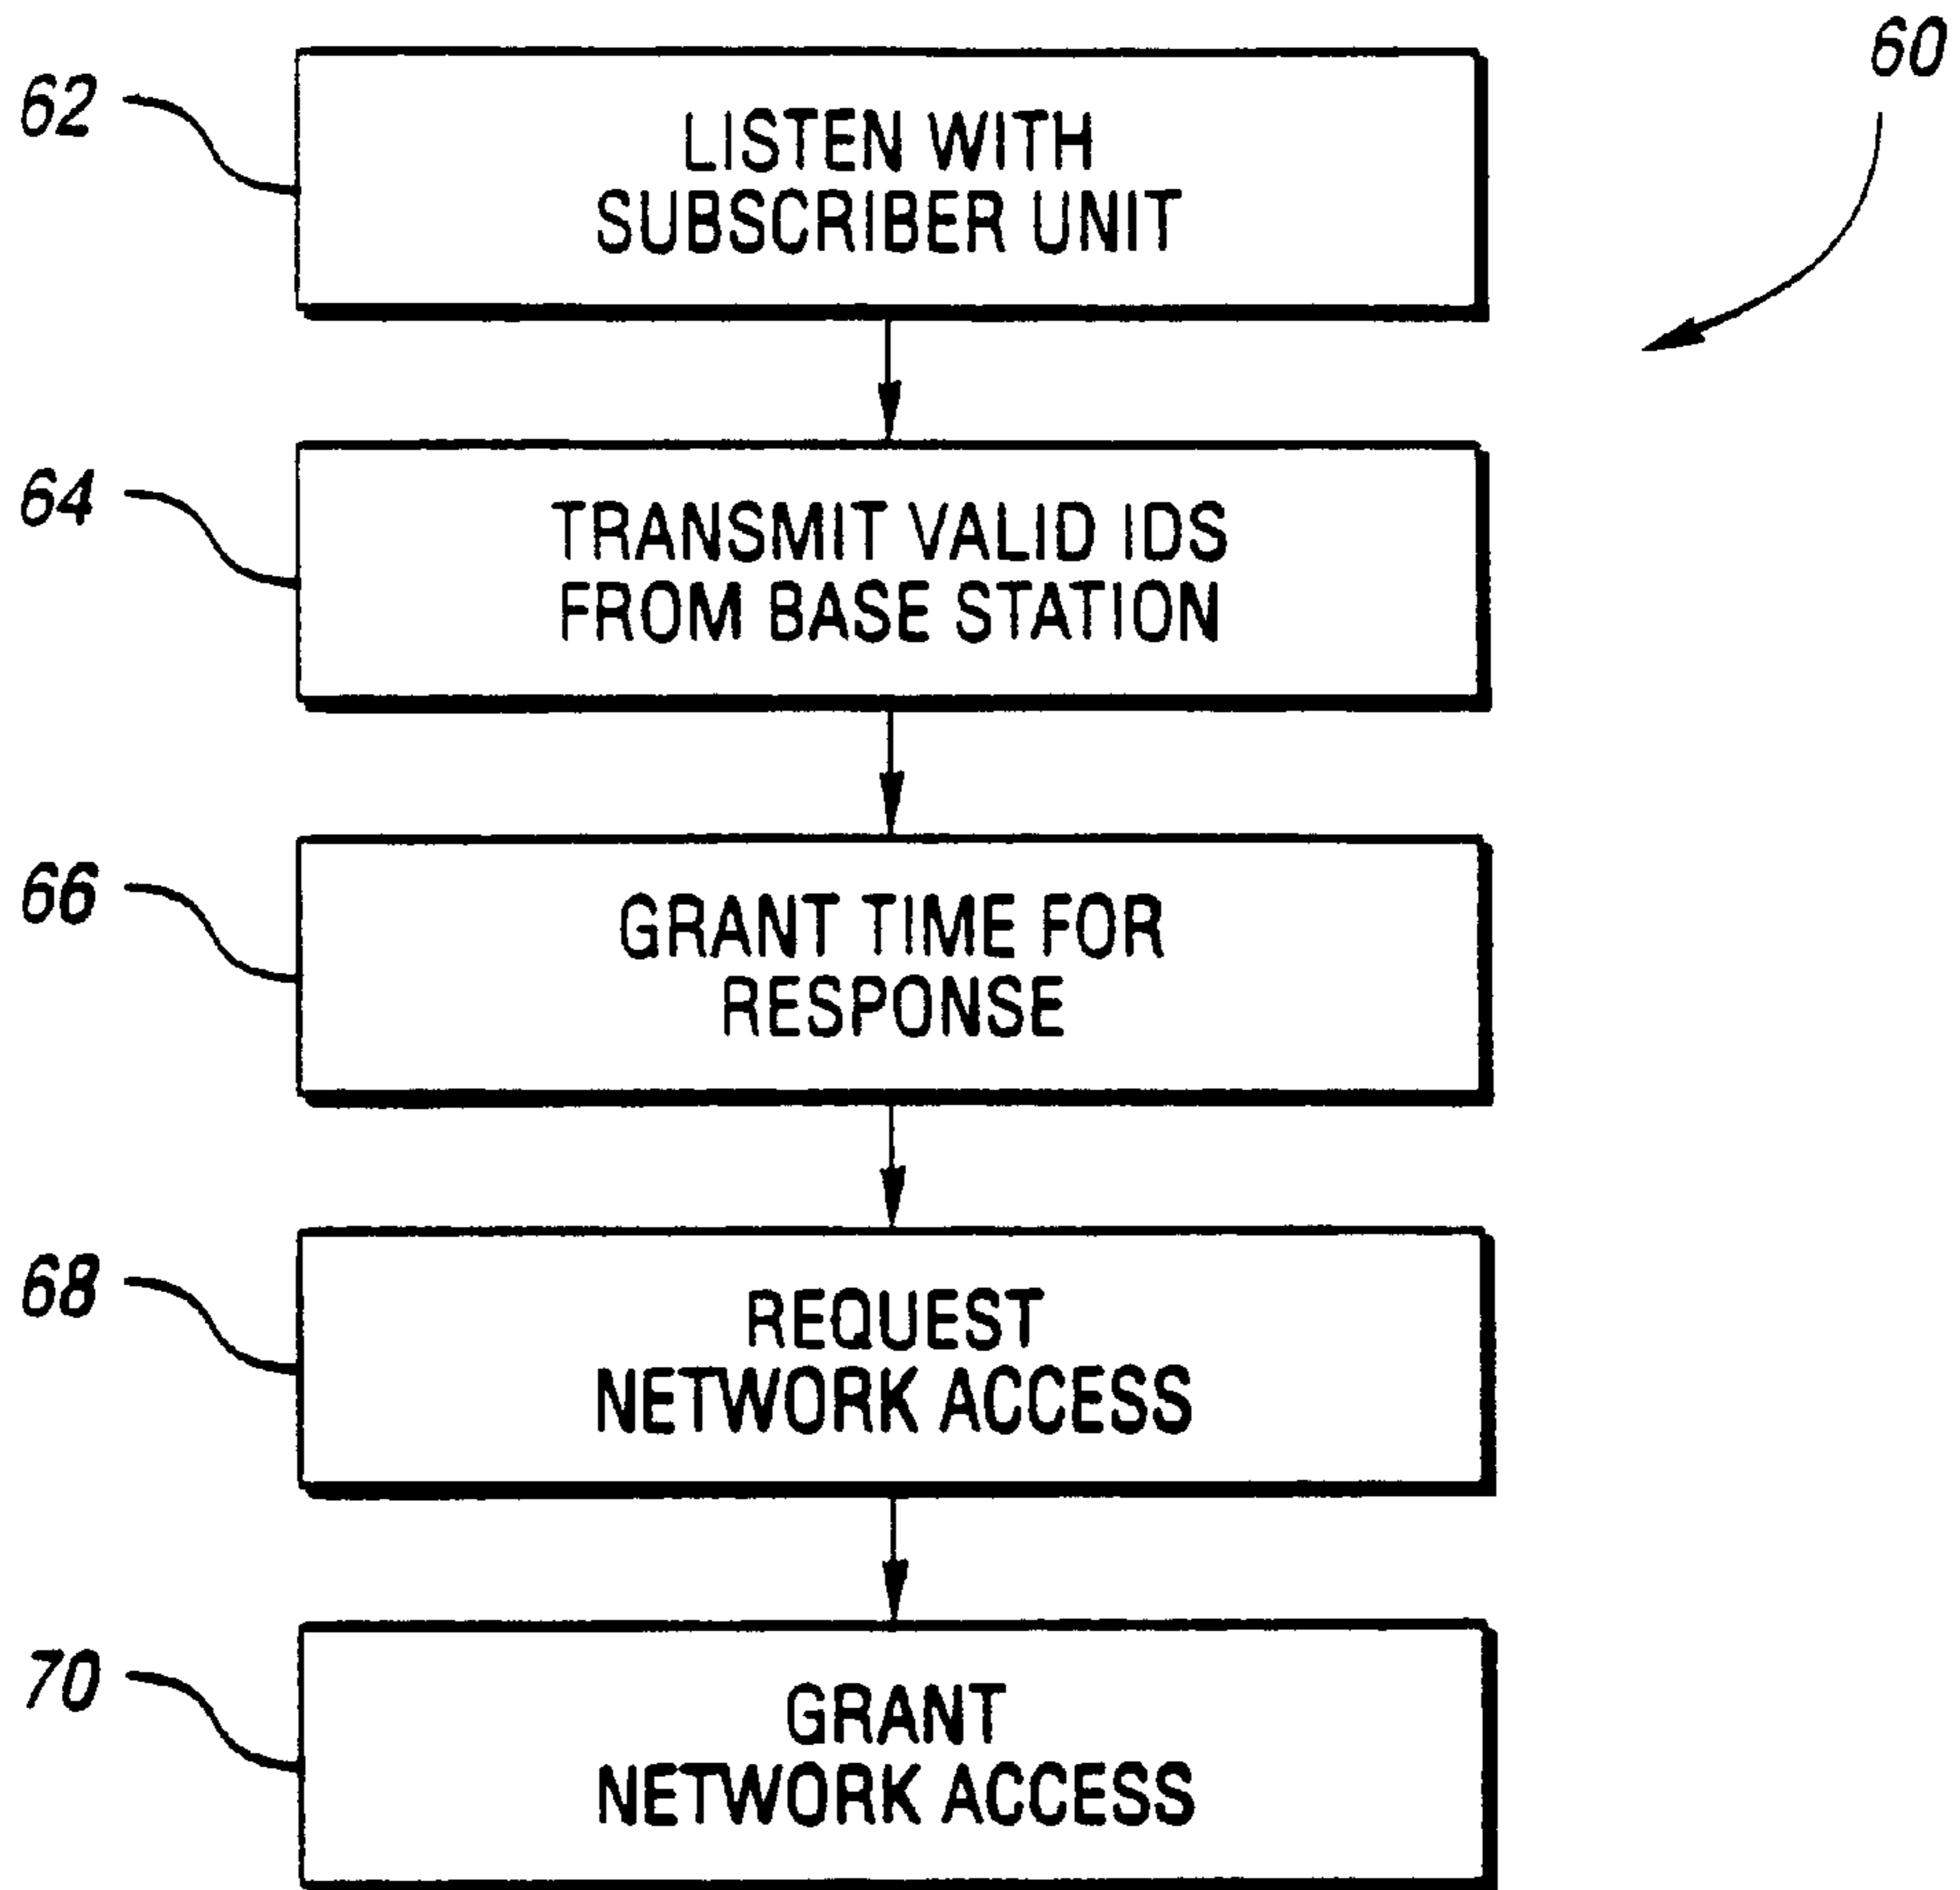 60
62
LISTEN WITH
SUBSCRIBER UNIT
64
TRANSMIT VALID IDS
FROM BASE STATION
66
GRANT TIME FOR
RESPONSE
68
REQUEST
NETWORK ACCESS
70
GRANT
NETWORK ACCESS